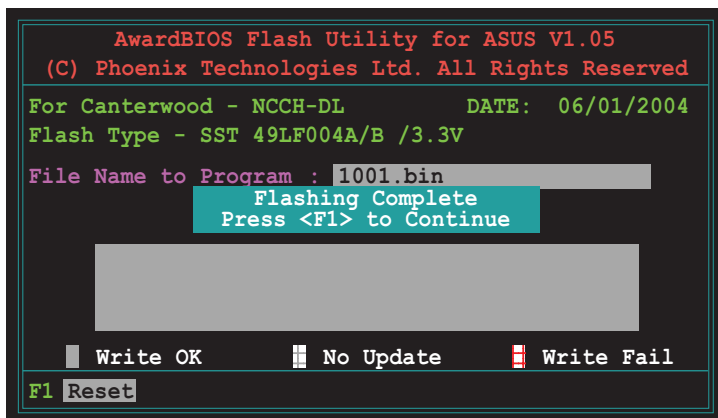 AwardBIOS Flash Utility for ASUS V1.05
(C) Phoenix Technologies Ltd. All Rights Reserved
For Canterwood - NCCH-DL DATE: 06/01/2004
Flash Type - SST 49LF004A/B /3.3V
File Name to Program : 1001.bin
Flashing Complete
Press <F1> to Continue
Write OK No Update Write Fail
F1 Reset